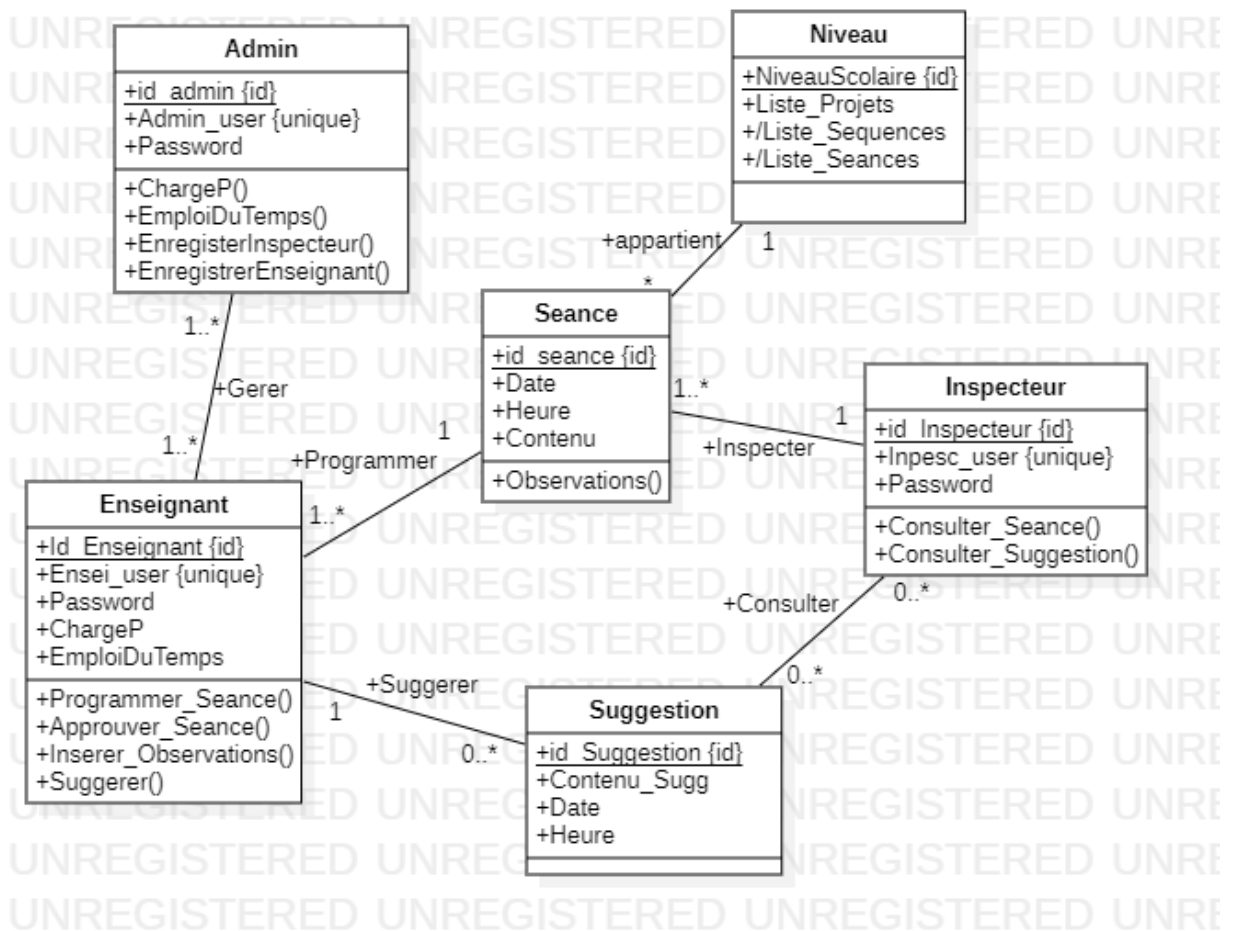 Admin
+id_admin {id}
+Admin_user {unique}
+Password
+ChargeP()
+EmploiDuTemps()
+EnregisterInspecteur()
+EnregistrerEnseignant()
Niveau
+NiveauScolaire {id}
+Liste_Projets
+/Liste_Sequences
+/Liste_Seances
+appartient
1
*
Seance
+id_seance {id}
+Date
+Heure
+Contenu
+Observations()
1..*
+Gerer
1..*
1
+Programmer
1..*
1..*
1
+Inspecter
Inspecteur
+id_Inspecteur {id}
+Inpesc_user {unique}
+Password
+Consulter_Seance()
+Consulter_Suggestion()
Enseignant
+Id_Enseignant {id}
+Ensei_user {unique}
+Password
+ChargeP
+EmploiDuTemps
+Programmer_Seance()
+Approuver_Seance()
+Inserer_Observations()
+Suggerer()
+Consulter
0..*
0..*
+Suggerer
1
0..*
Suggestion
+id_Suggestion {id}
+Contenu_Sugg
+Date
+Heure
UNREGISTERED